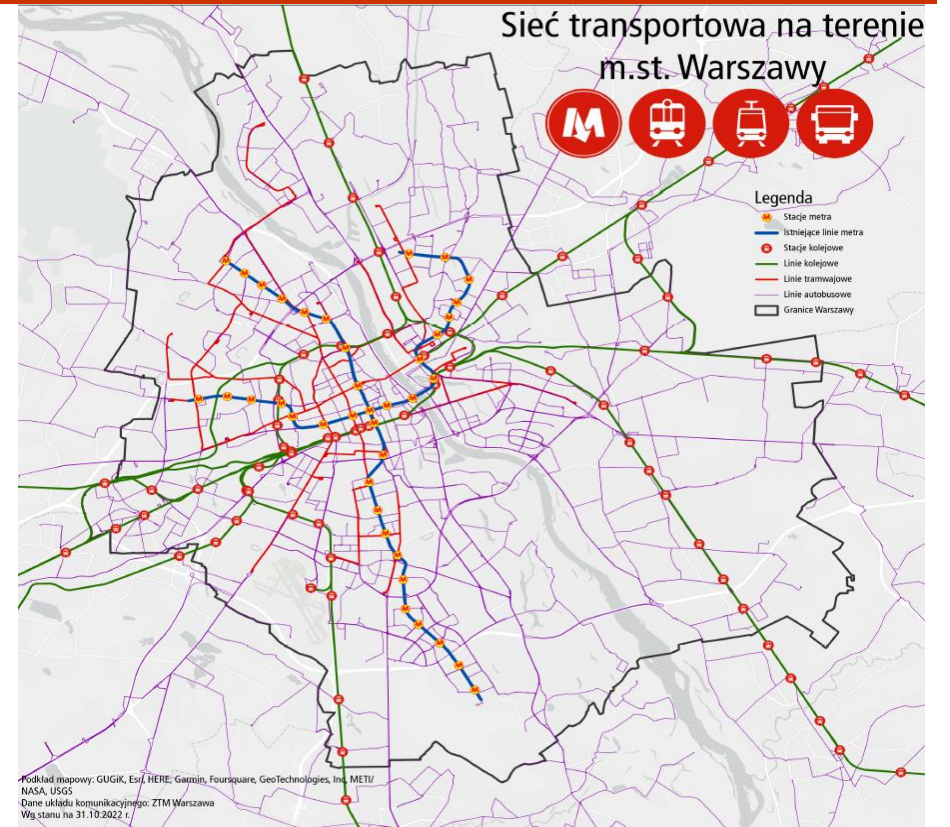 Sieć transportowa na terenie
m.st. Warszawy
Legenda
Stacje metra
Istniejące linie metra
Stacje kolejowe
Linie kolejowe
Linie tramwajowe
Linie autobusowe
Granice Warszawy
Podkład mapowy: GUGiK, Esri, HERE, Garmin, Foursquare, GeoTechnologies, Inc, METI/
NASA, USGS
Dane układu komunikacyjnego: ZTM Warszawa
Wg stanu na 31.10.2022 r.